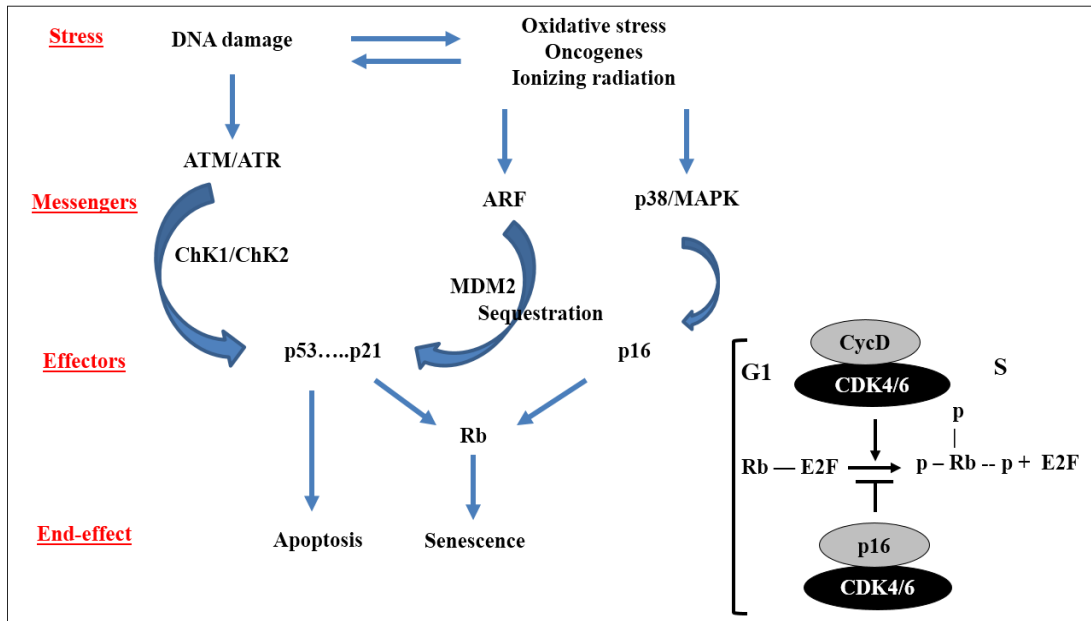 Stress
DNA damage
Oxidative stress
Oncogenes
Ionizing radiation
ATM/ATR
Messengers
ARF
p38/MAPK
ChK1/ChK2
MDM2
Sequestration
Effectors
p53.....p21
p16
Rb
End-effect
Apoptosis
Senescence
CycD
G1
CDK4/6
S
p
|
Rb — E2F
p – Rb -- p + E2F
p16
CDK4/6